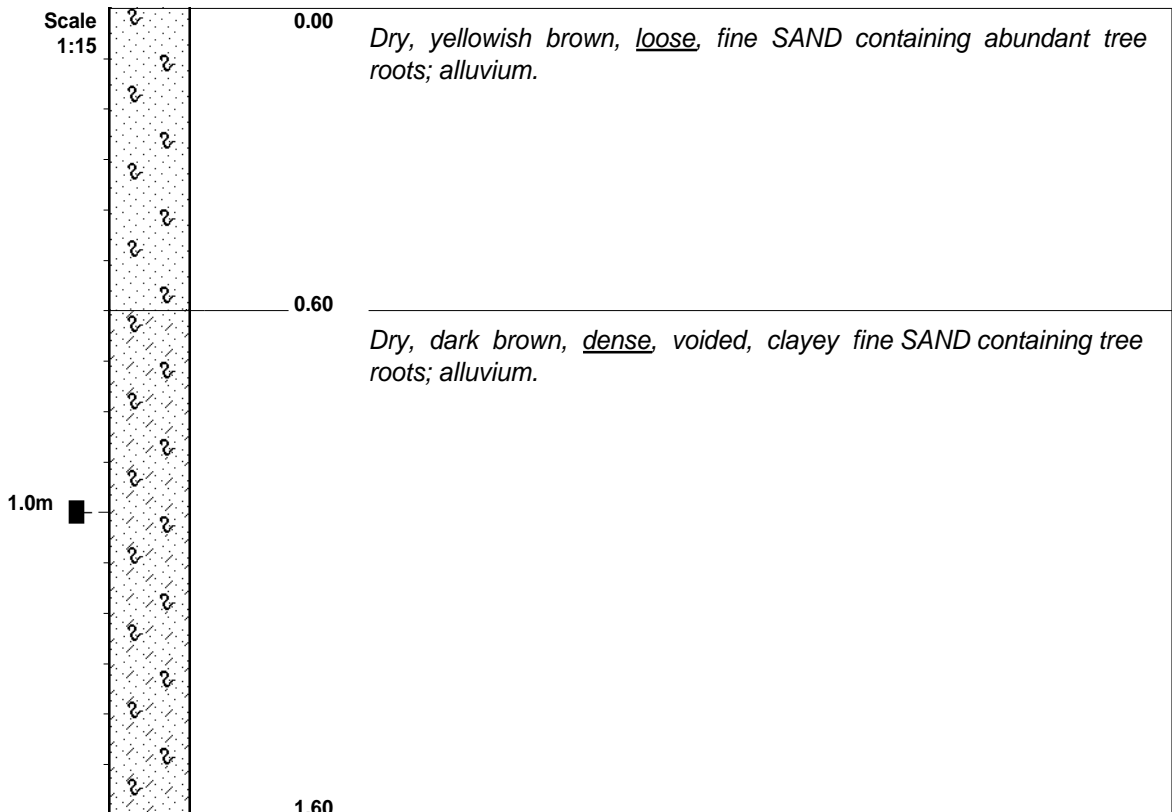 Scale
1:15
0.00
Dry, yellowish brown, loose, fine SAND containing abundant tree
roots; alluvium.
0.60
Dry, dark brown, dense, voided, clayey fine SAND containing tree
roots; alluvium.
1.0m
1.60